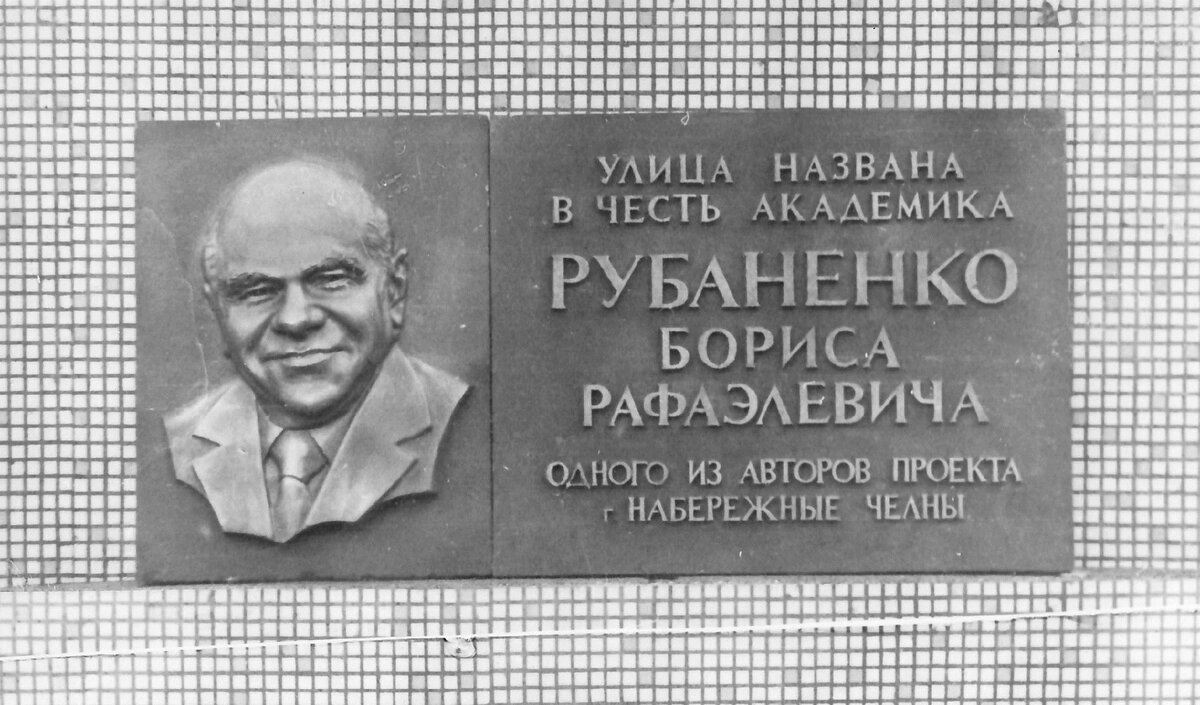 УЛИЦА НАЗВАНА
В ЧЕСТЬ АКАДЕМИКА
РУБАНЕНКО
БОРИСА
РАФАЭЛЕВИЧА
ОДНОГО ИЗ АВТОРОВ ПРОЕКТА
г НАБЕРЕЖНЫЕ ЧЕЛНЫ